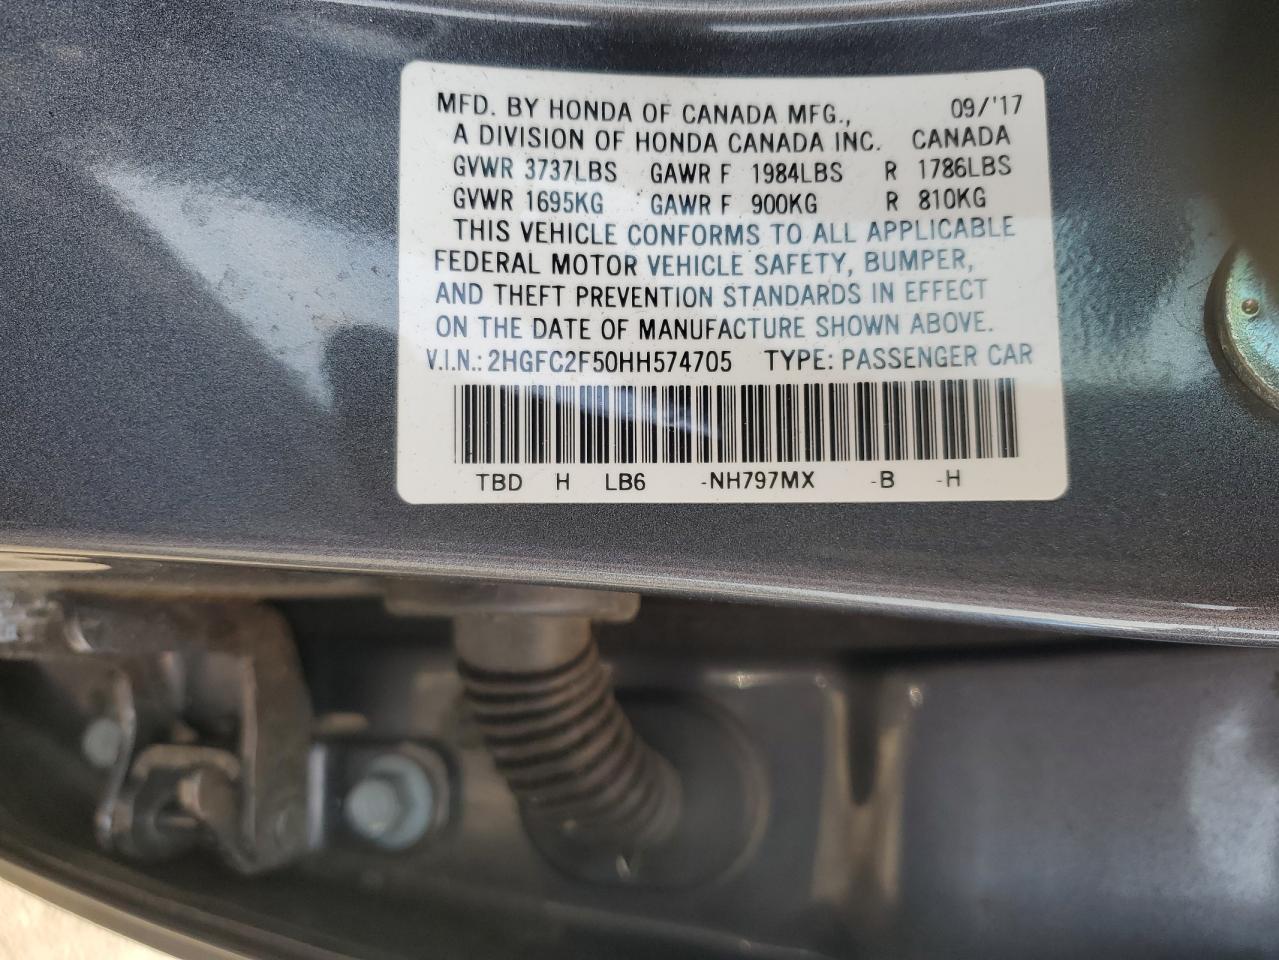 MFD. BY HONDA OF CANADA MFG., 09/'17
A DIVISION OF HONDA CANADA INC. CANADA
GVWR 3737LBS GAWR F 1984LBS R 1786LBS
GVWR 1695KG GAWR F 900KG R 810KG
THIS VEHICLE CONFORMS TO ALL APPLICABLE
FEDERAL MOTOR VEHICLE SAFETY, BUMPER,
AND THEFT PREVENTION STANDARDS IN EFFECT
ON THE DATE OF MANUFACTURE SHOWN ABOVE.
V.I.N.: 2HGFC2F50HH574705 TYPE: PASSENGER CAR
TBD H LB6 -NH797MX -B -H